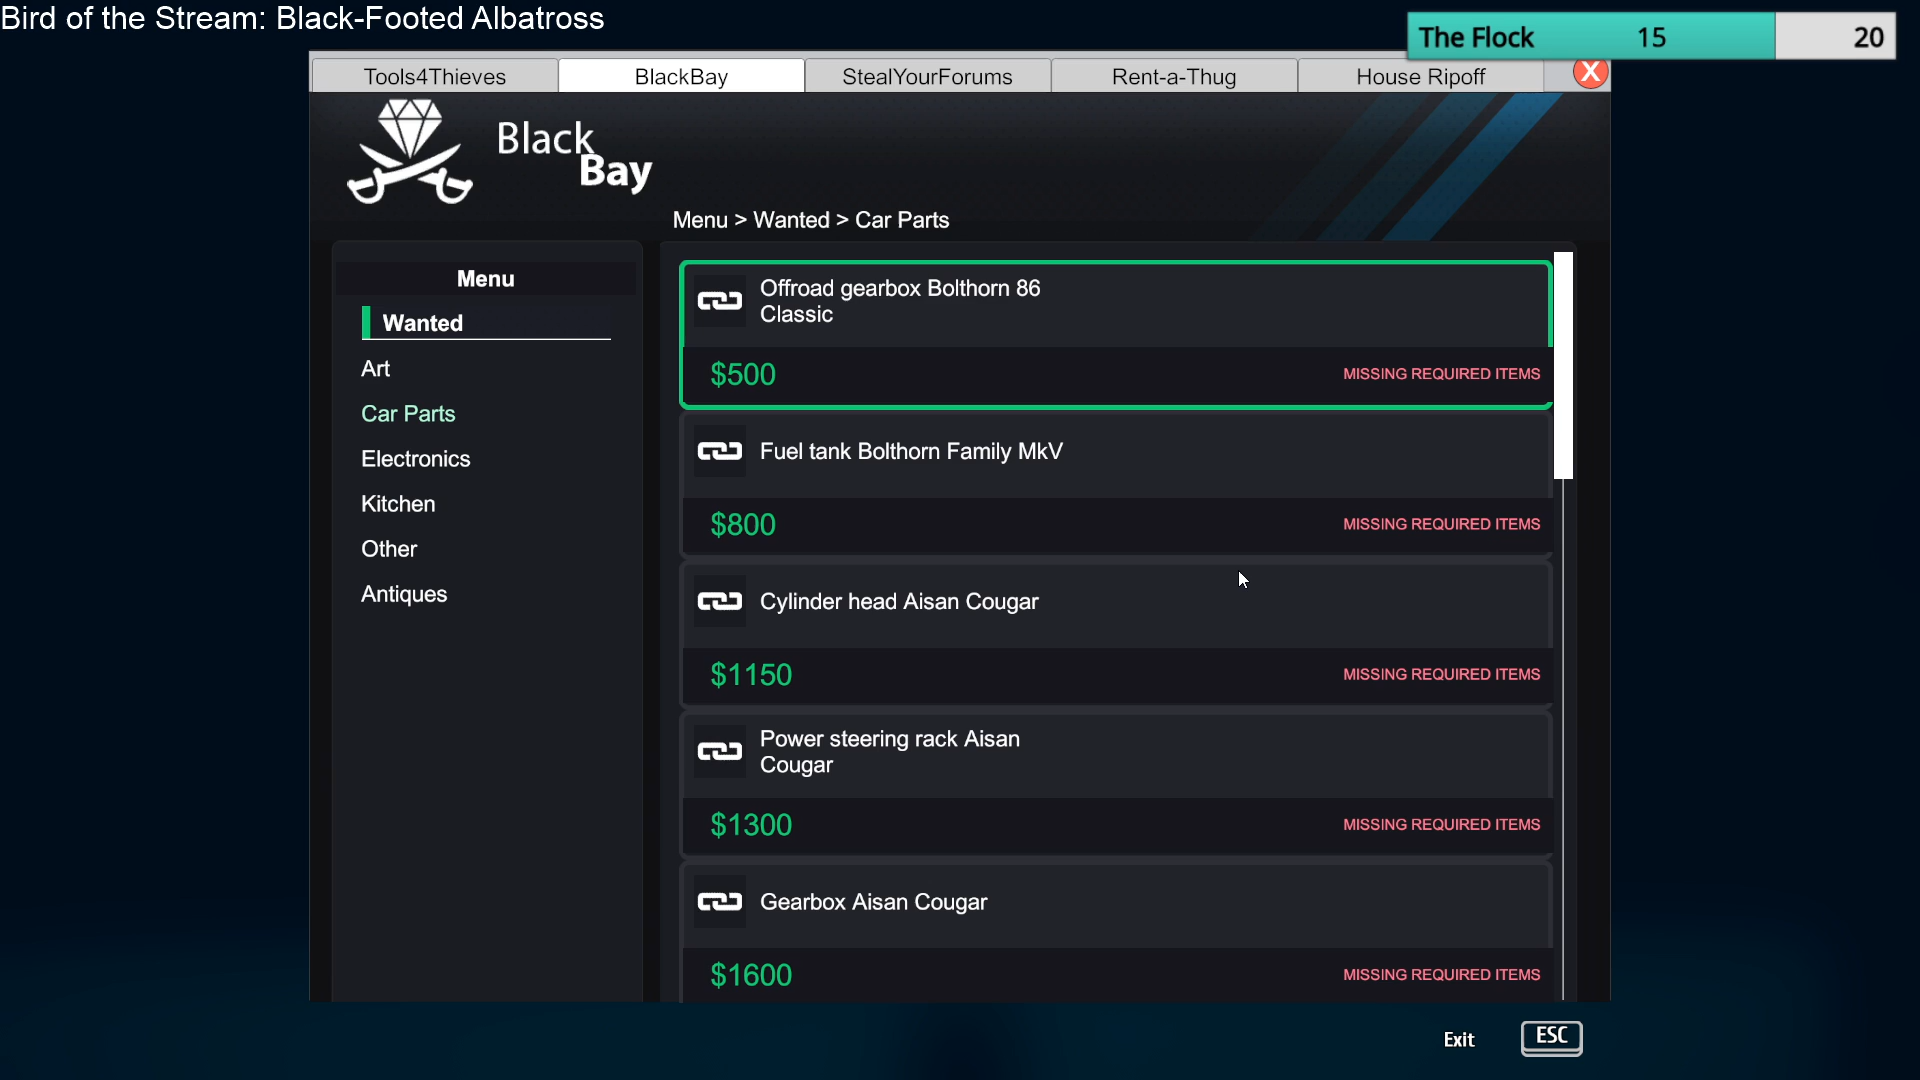 Bird of the Stream: Black-Footed Albatross
The Flock 15 20
Tools4Thieves BlackBay StealYourForums Rent-a-Thug House Ripoff X
Black
Bay
Menu > Wanted > Car Parts
Menu
Wanted
Art
Car Parts
Electronics
Kitchen
Other
Antiques
Offroad gearbox Bolthorn 86
Classic
$500 MISSING REQUIRED ITEMS
Fuel tank Bolthorn Family MkV
$800 MISSING REQUIRED ITEMS
Cylinder head Aisan Cougar
$1150 MISSING REQUIRED ITEMS
Power steering rack Aisan
Cougar
$1300 MISSING REQUIRED ITEMS
Gearbox Aisan Cougar
$1600 MISSING REQUIRED ITEMS
Exit ESC